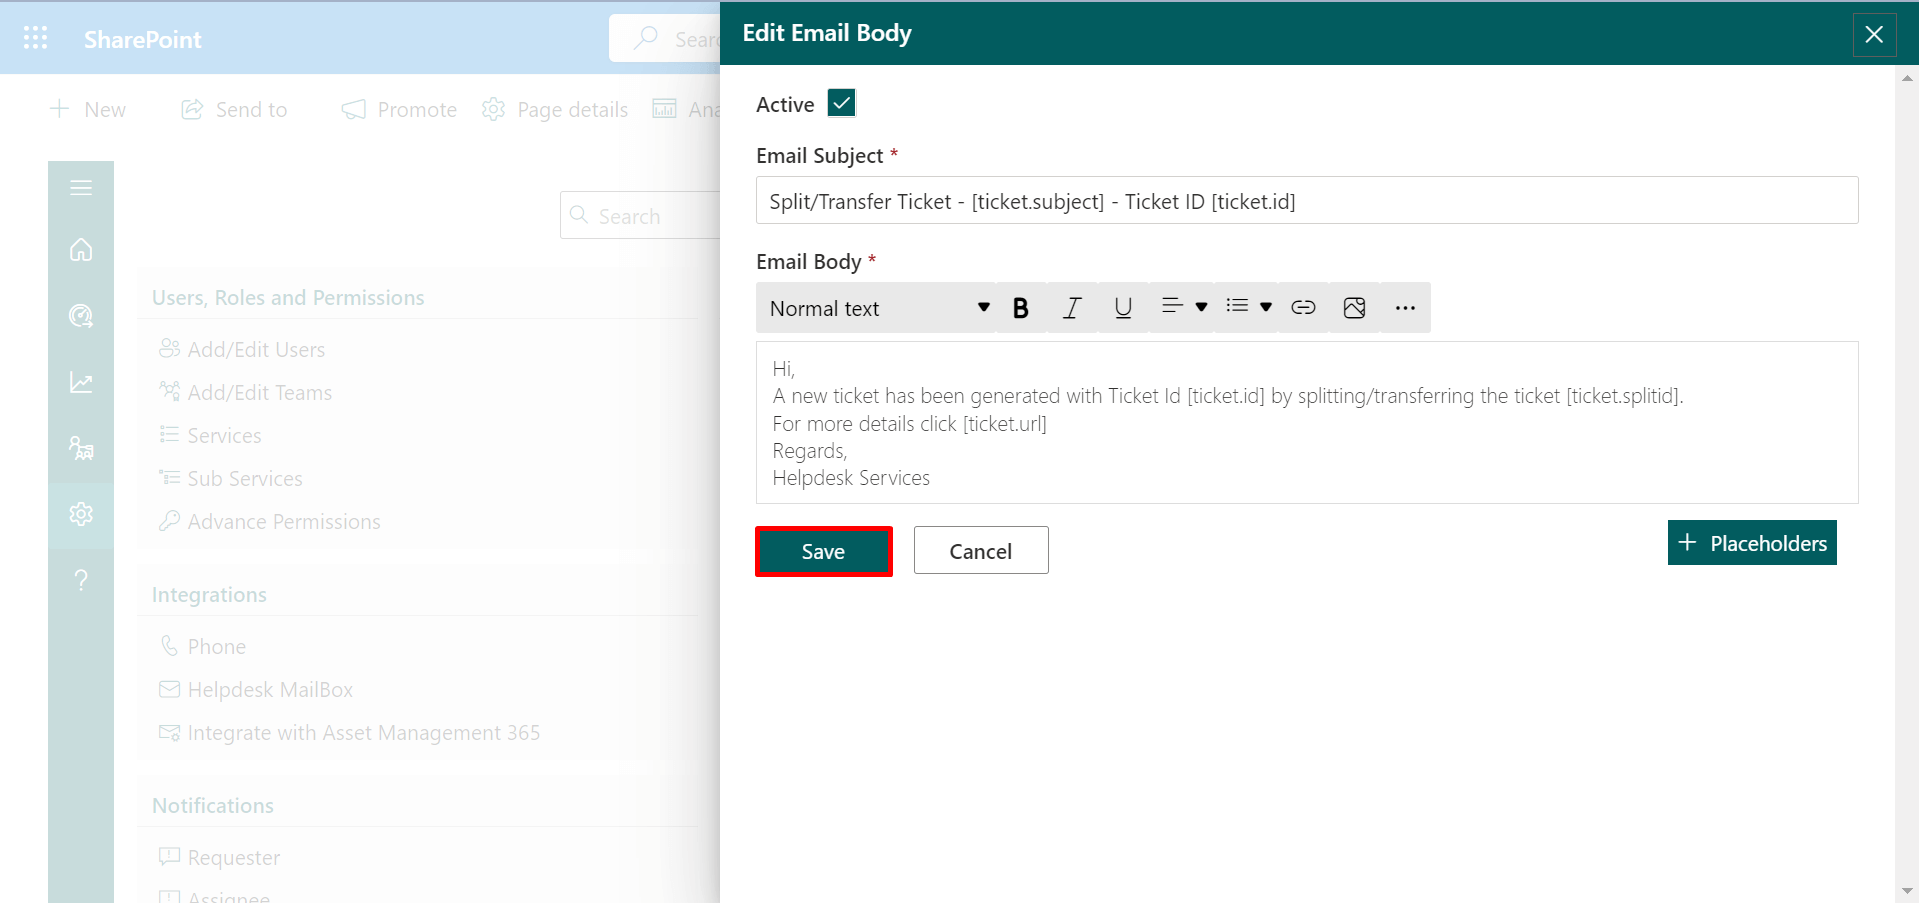 SharePoint
Sear
New
Send to
Promote
Page details
Ana
Search
Users, Roles and Permissions
Add/Edit Users
Add/Edit Teams
Services
Sub Services
Advance Permissions
Integrations
Phone
Helpdesk MailBox
Integrate with Asset Management 365
Notifications
Requester
Assignee
Edit Email Body
Active
Email Subject *
Split/Transfer Ticket - [ticket.subject] - Ticket ID [ticket.id]
Email Body *
Normal text
B I U
Hi,
A new ticket has been generated with Ticket Id [ticket.id] by splitting/transferring the ticket [ticket.splitid].
For more details click [ticket.url]
Regards,
Helpdesk Services
Save
Cancel
+ Placeholders